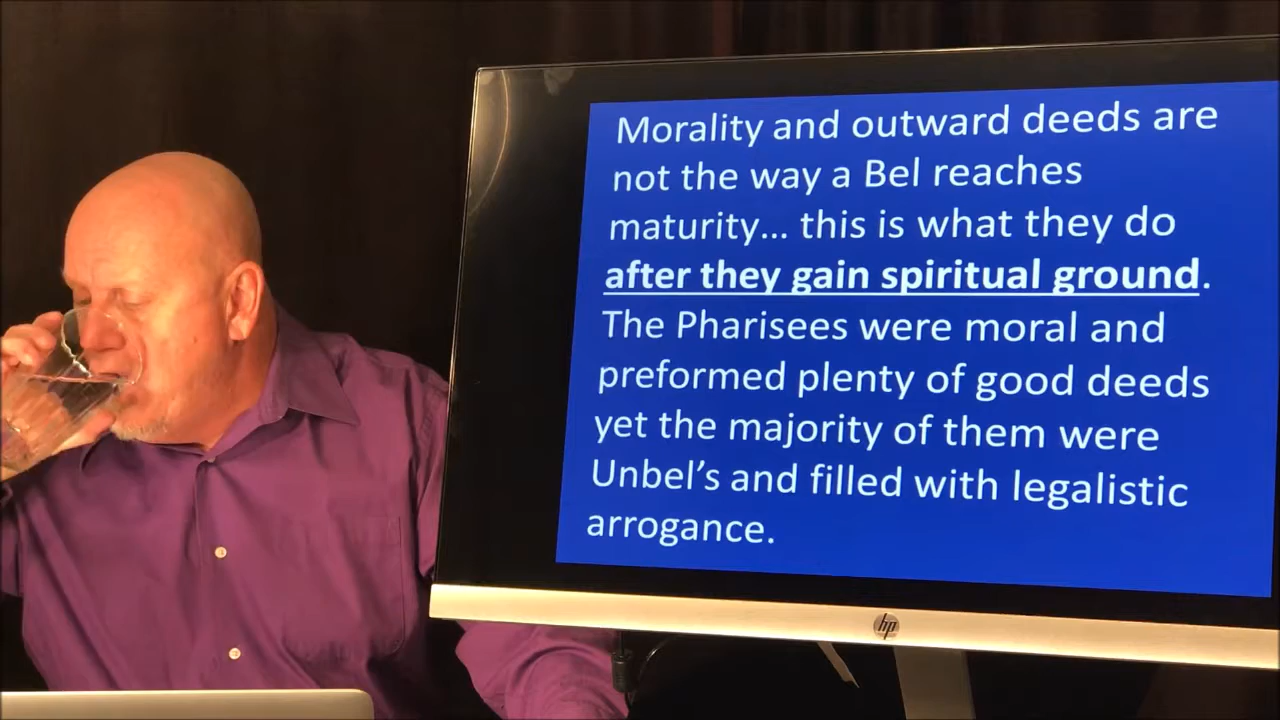 Morality and outward deeds are
not the way a Bel reaches
maturity... this is what they do
after they gain spiritual ground.
The Pharisees were moral and
preformed plenty of good deeds
yet the majority of them were
Unbel's and filled with legalistic
arrogance.
hp